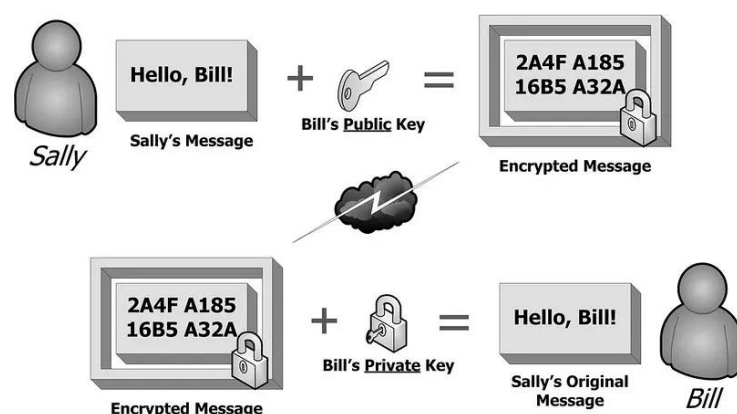 Hello, Bill!
Sally's Message
Sally
Bill's Public Key
2A4F A185
16B5 A32A
Encrypted Message
2A4F A185
16B5 A32A
Encrypted Message
Bill's Private Key
Hello, Bill!
Sally's Original
Message
Bill